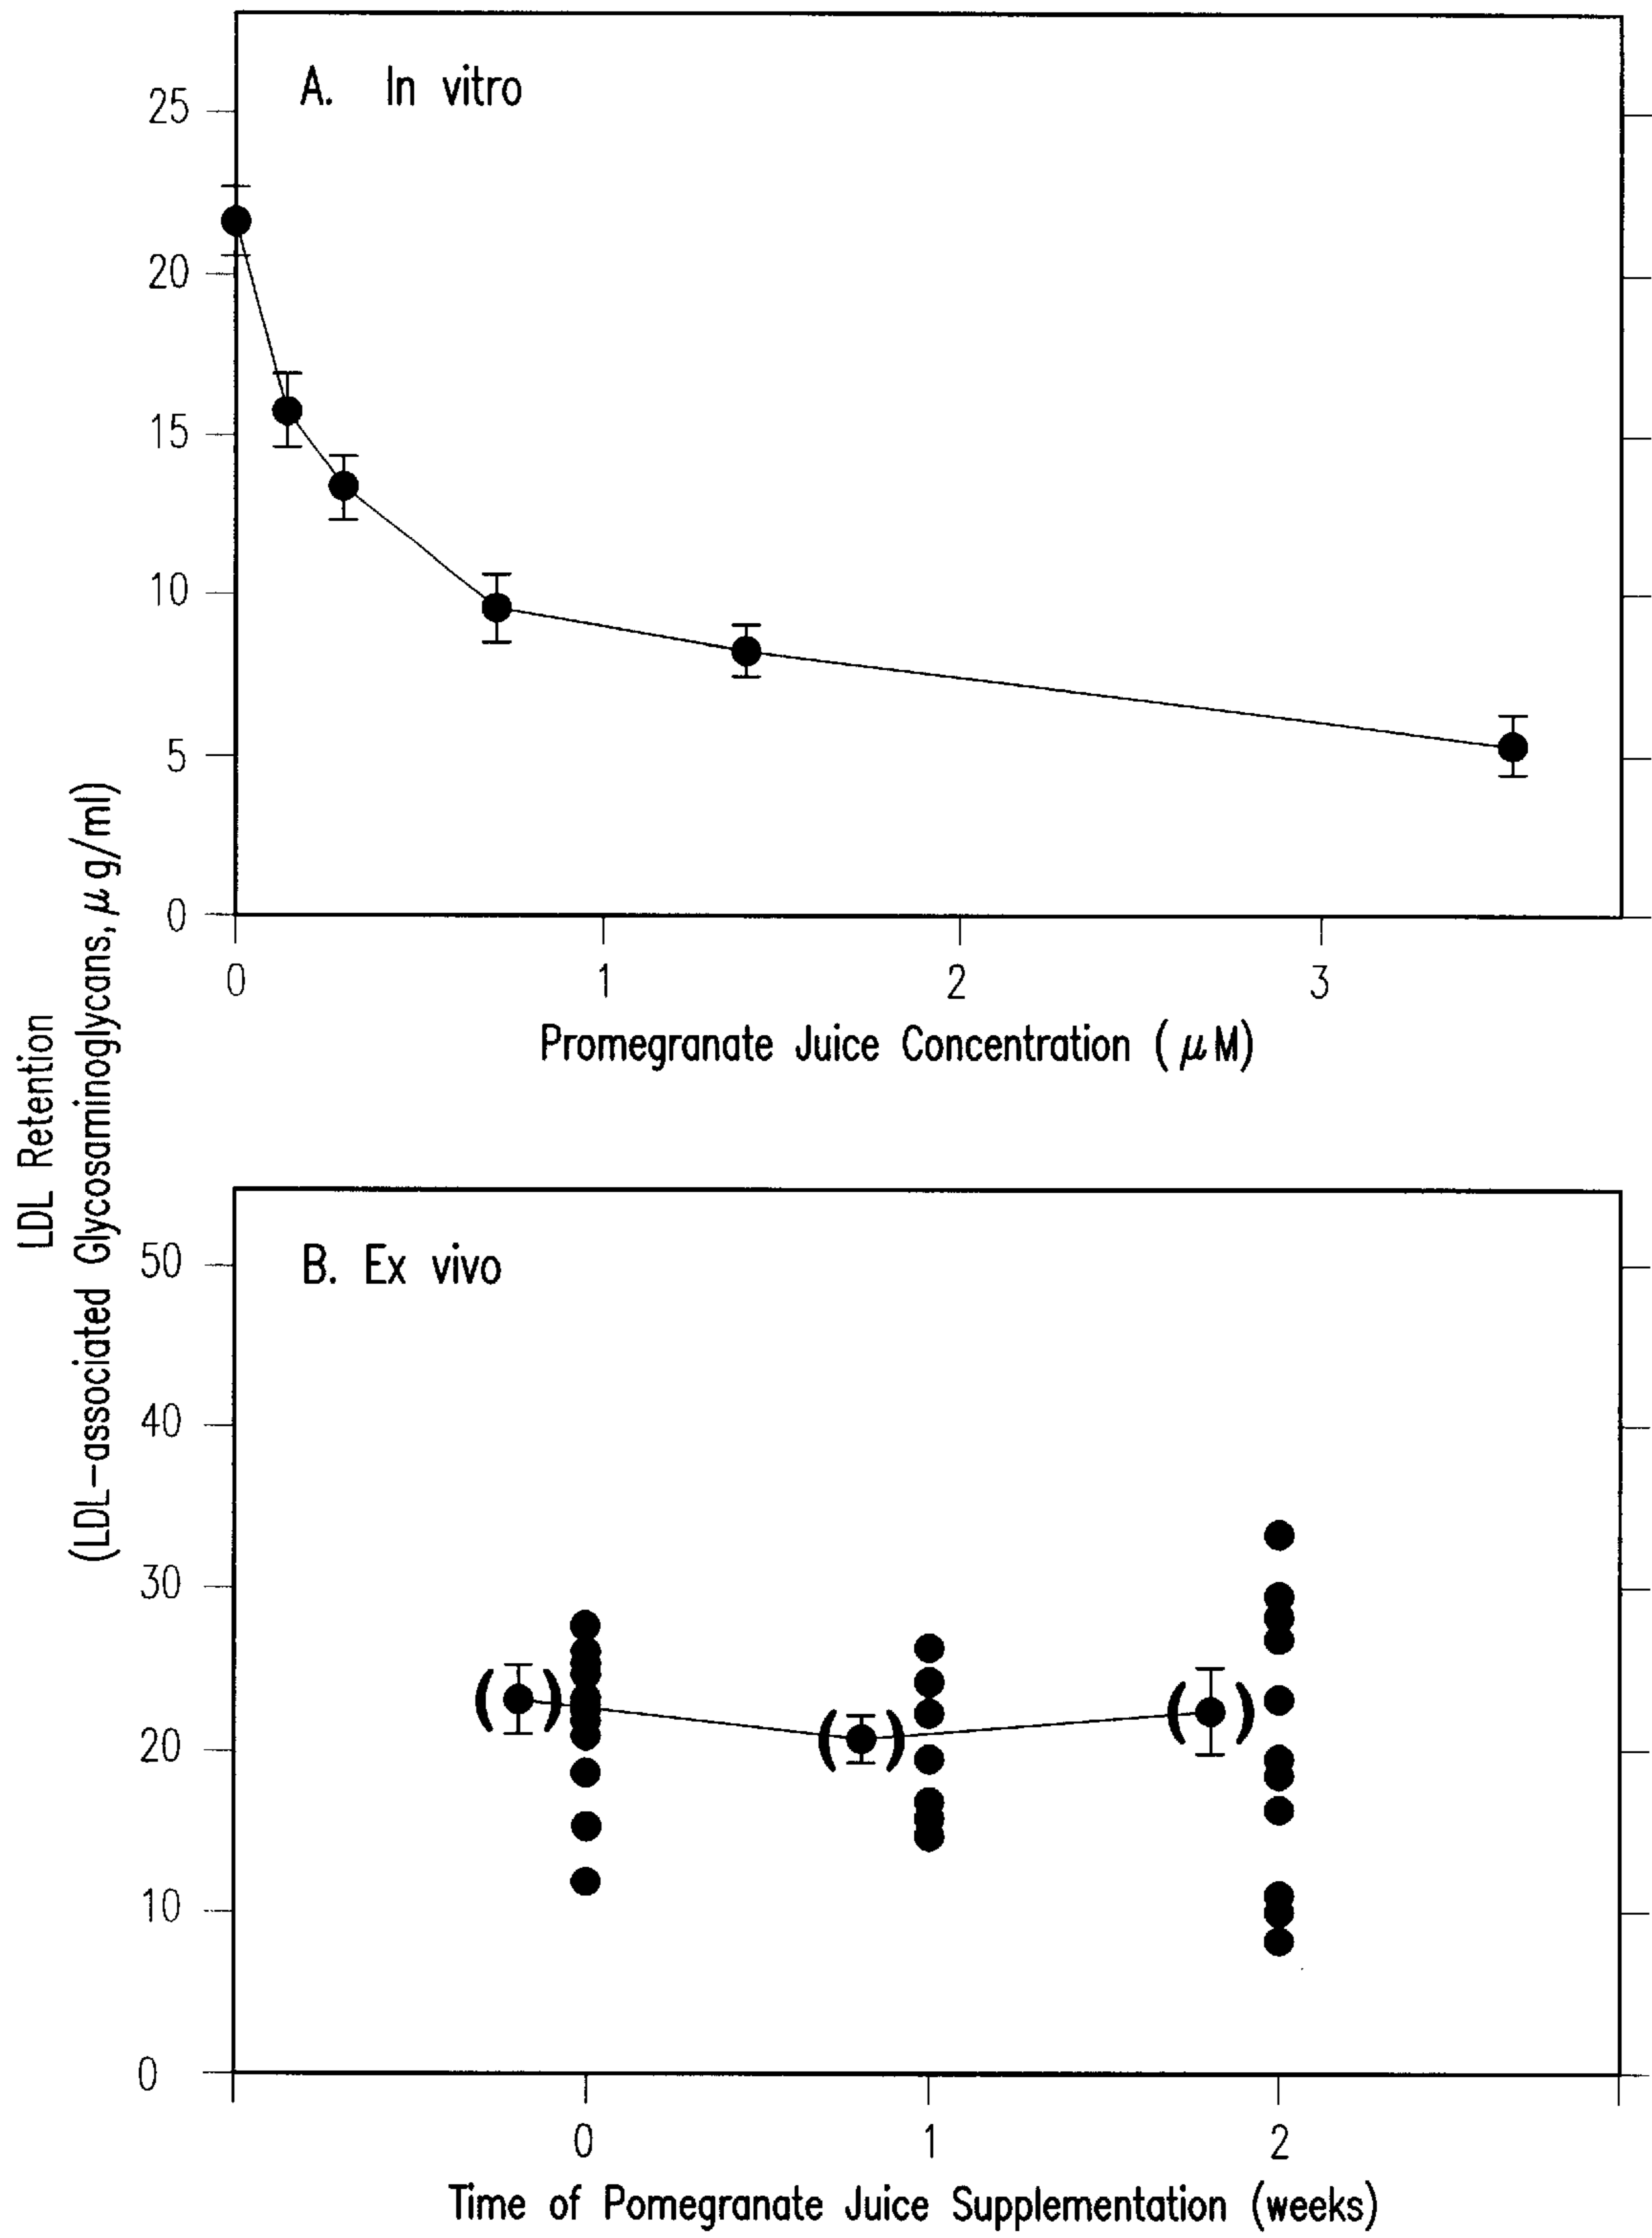 A. In vitro
25
20
15
10
5
0
0 1 2 3
Promegranate Juice Concentration (μM)
LDL Retention
(LDL-associated Glycosaminoglycans, μg/ml)
B. Ex vivo
50
40
30
20
10
0
0 1 2
Time of Pomegranate Juice Supplementation (weeks)